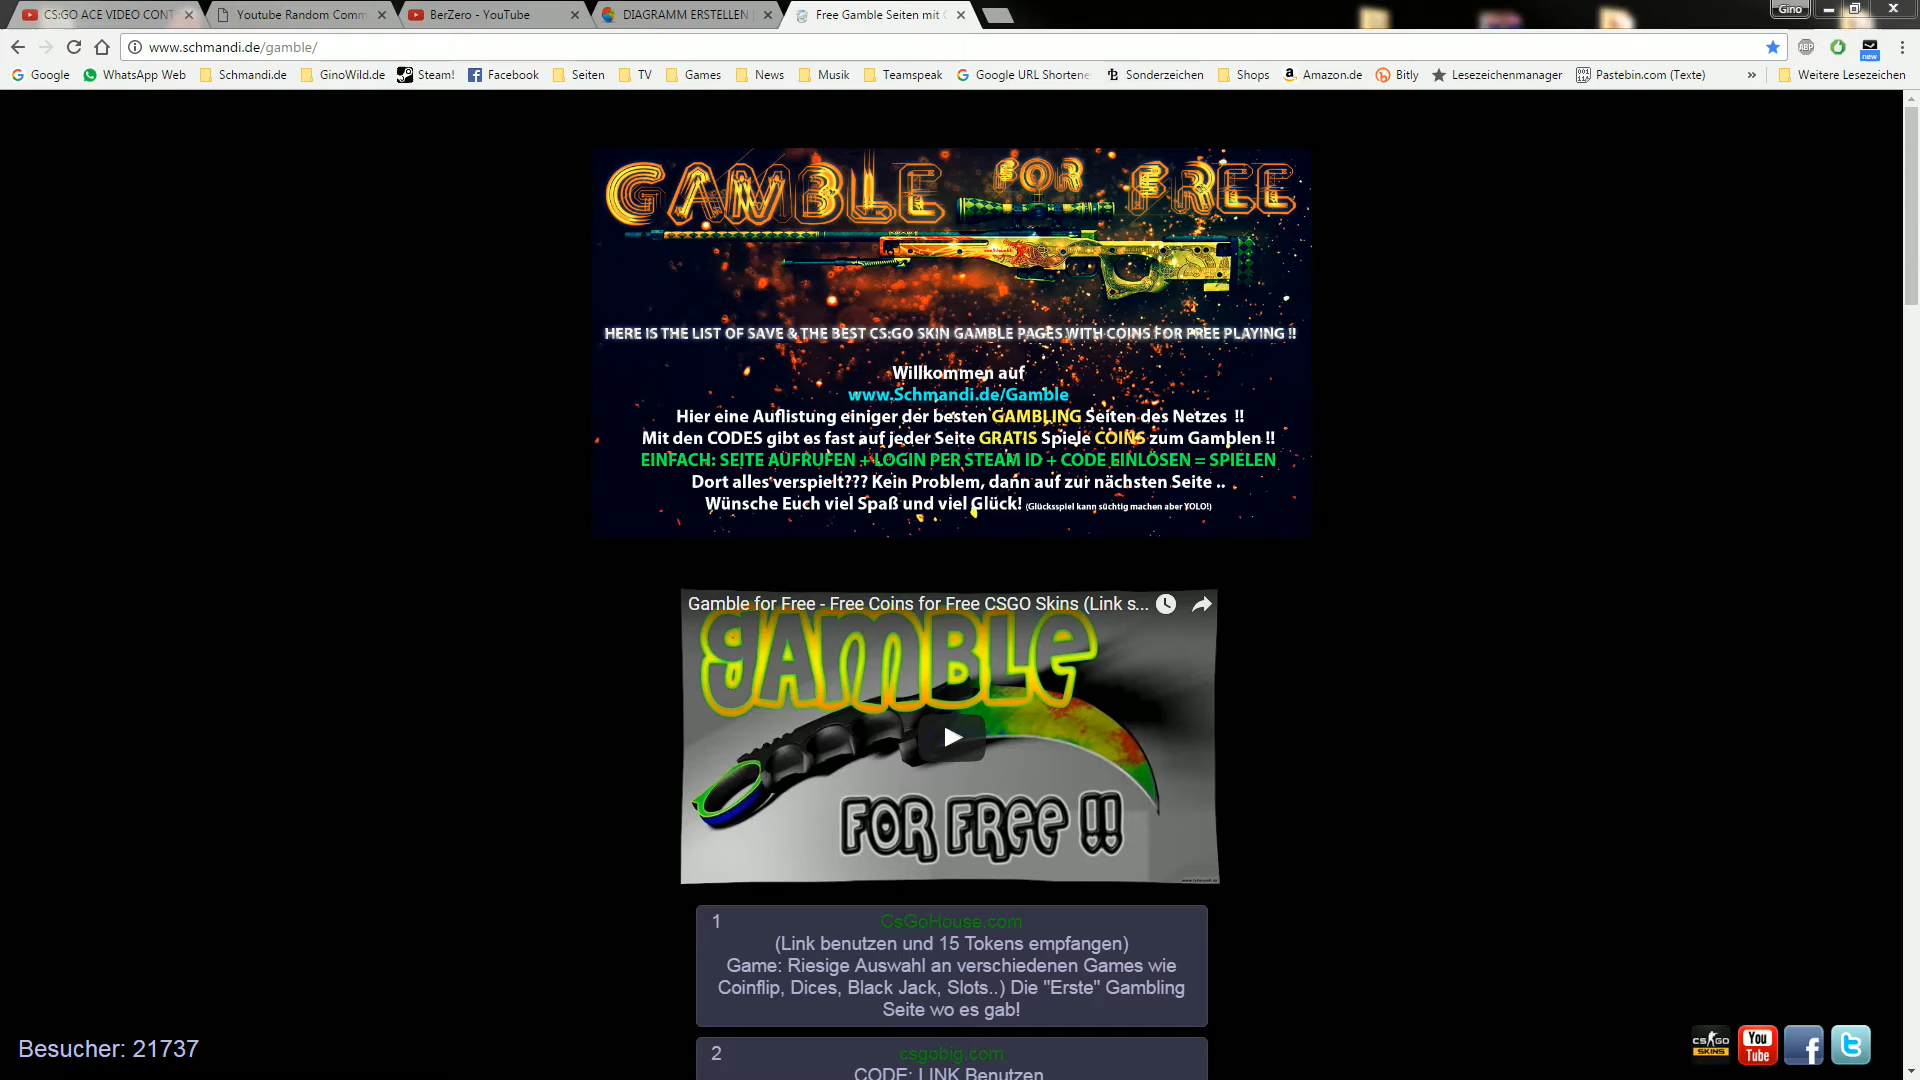 CS:GO ACE VIDEO CONT
Youtube Random Comm
BerZero - YouTube
DIAGRAMM ERSTELLEN
Free Gamble Seiten mit
Gino
www.schmandi.de/gamble/
ABP
new
Google
WhatsApp Web
Schmandi.de
GinoWild.de
Steam!
Facebook
Seiten
TV
Games
News
Musik
Teamspeak
Google URL Shortene
Sonderzeichen
Shops
Amazon.de
Bitly
Lesezeichenmanager
Pastebin.com (Texte)
»
Weitere Lesezeichen
GAMBLE FOR FREE
HERE IS THE LIST OF SAVE & THE BEST CS:GO SKIN GAMBLE PAGES WITH COINS FOR FREE PLAYING !!
Willkommen auf
www.Schmandi.de/Gamble
Hier eine Auflistung einiger der besten GAMBLING Seiten des Netzes !!
Mit den CODES gibt es fast auf jeder Seite GRATIS Spiele COINS zum Gamblen !!
EINFACH: SEITE AUFRUFEN + LOGIN PER STEAM ID + CODE EINLÖSEN = SPIELEN
Dort alles verspielt??? Kein Problem, dann auf zur nächsten Seite ..
Wünsche Euch viel Spaß und viel Glück! (Glücksspiel kann süchtig machen aber YOLO!)
Gamble for Free - Free Coins for Free CSGO Skins (Link s...
GAMBLE
FOR FREE !!
1
CsGoHouse.com
(Link benutzen und 15 Tokens empfangen)
Game: Riesige Auswahl an verschiedenen Games wie
Coinflip, Dices, Black Jack, Slots..) Die "Erste" Gambling
Seite wo es gab!
2
csgobig.com
CODE: LINK Benutzen
Besucher: 21737
CS:GO
SKINS
You
Tube